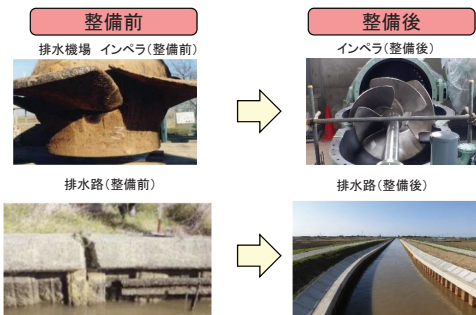 整備前
整備後
排水機場 インペラ(整備前)
インペラ(整備後)
排水路(整備前)
排水路(整備後)